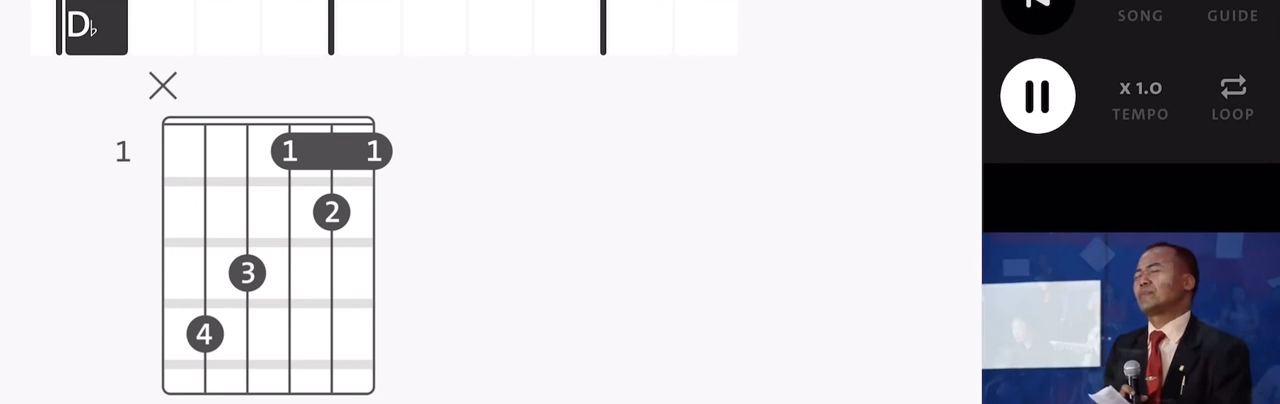 D♭
SONG GUIDE
x 1.0
TEMPO LOOP
1 1 1
2
3
4